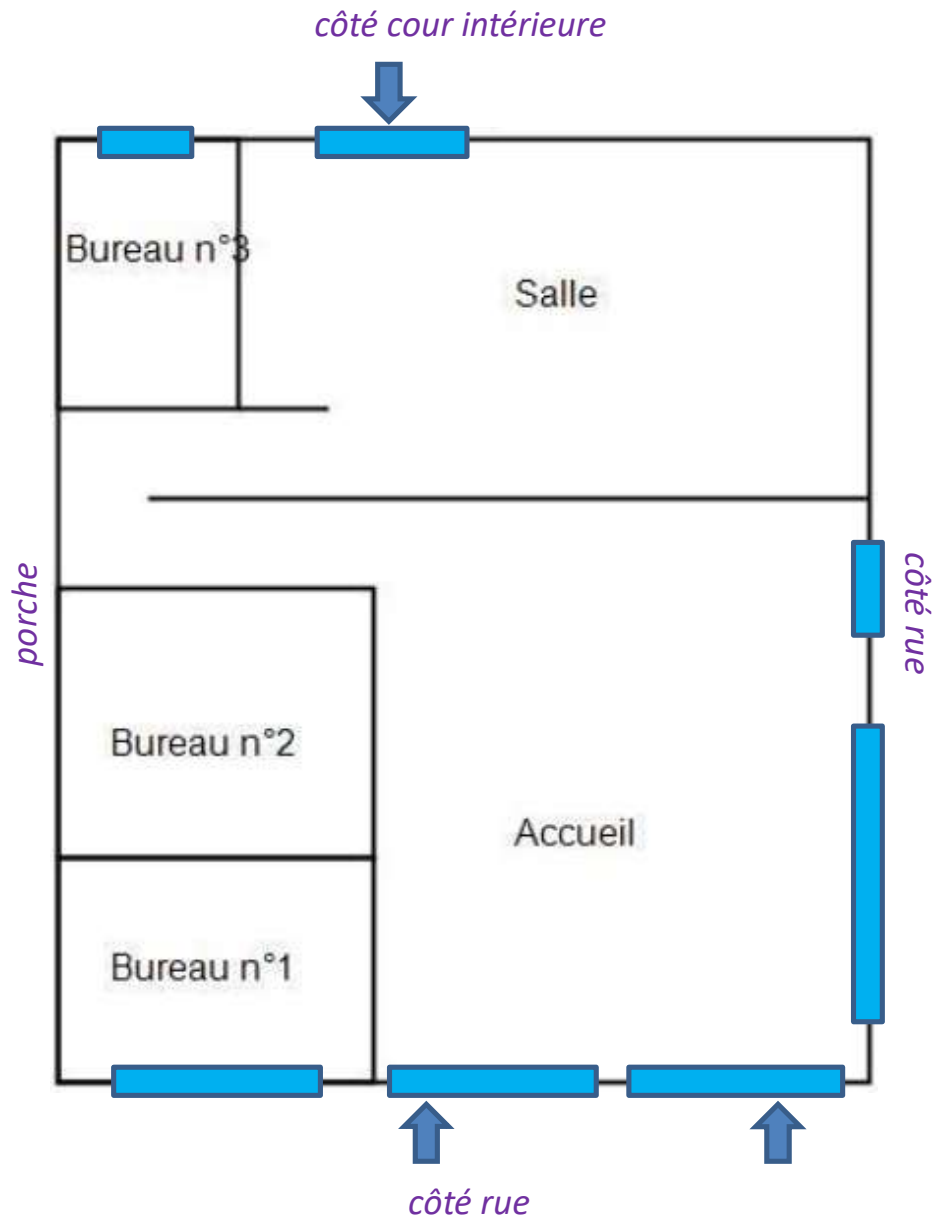 côté cour intérieure
Bureau n°3
Salle
porche
côté rue
Bureau n°2
Accueil
Bureau n°1
côté rue